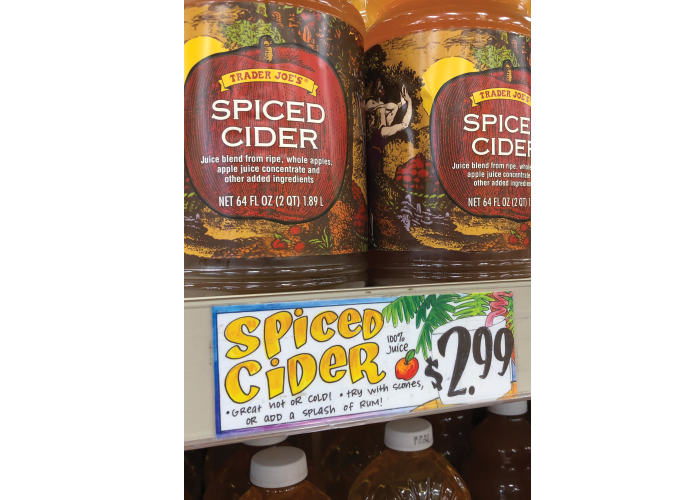 TRADER JOE'S®
SPICED
CIDER
Juice blend from ripe, whole apples,
apple juice concentrate and
other added ingredients
NET 64 FL OZ (2 QT) 1.89 L
TRADER JOE'S
SPICE
CIDER
Juice blend from ripe, whole
apple juice concentrate
other added ingredien
NET 64 FL OZ (2 QT) 1
SPiCED
CiDER
100%
JUiCE
$2.99
• GREAT HOT OR COLD! • TRY WITH SCONES,
OR ADD A SPLASH OF RUM!